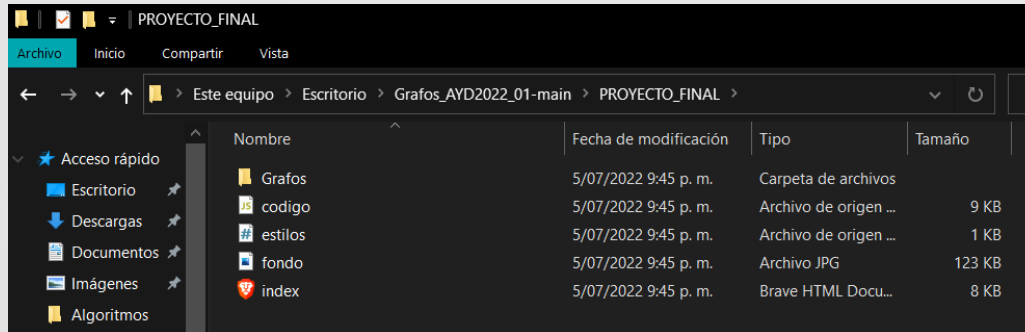 PROYECTO_FINAL
Archivo Inicio Compartir Vista
Este equipo > Escritorio > Grafos_AYD2022_01-main > PROYECTO_FINAL >
Nombre Fecha de modificación Tipo Tamaño
Acceso rápido
Escritorio
Descargas
Documentos
Imágenes
Algoritmos
Grafos 5/07/2022 9:45 p. m. Carpeta de archivos
JS codigo 5/07/2022 9:45 p. m. Archivo de origen ... 9 KB
# estilos 5/07/2022 9:45 p. m. Archivo de origen ... 1 KB
fondo 5/07/2022 9:45 p. m. Archivo JPG 123 KB
index 5/07/2022 9:45 p. m. Brave HTML Docu... 8 KB